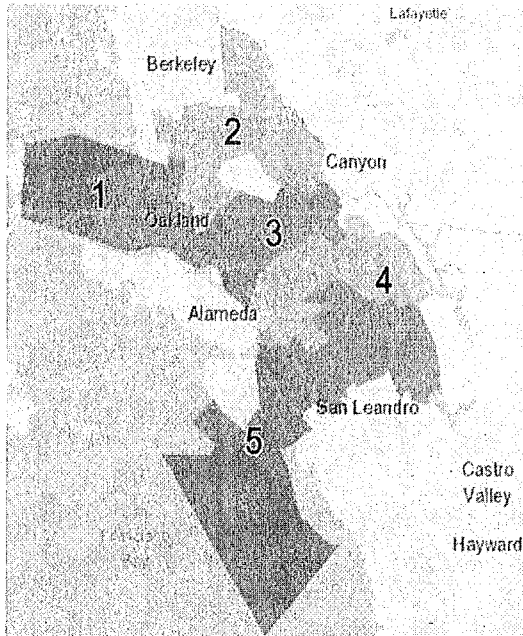 Lafayette
Berkeley
2
Canyon
1
Oakland
3
4
Alameda
San Leandro
5
Castro
Valley
Hayward